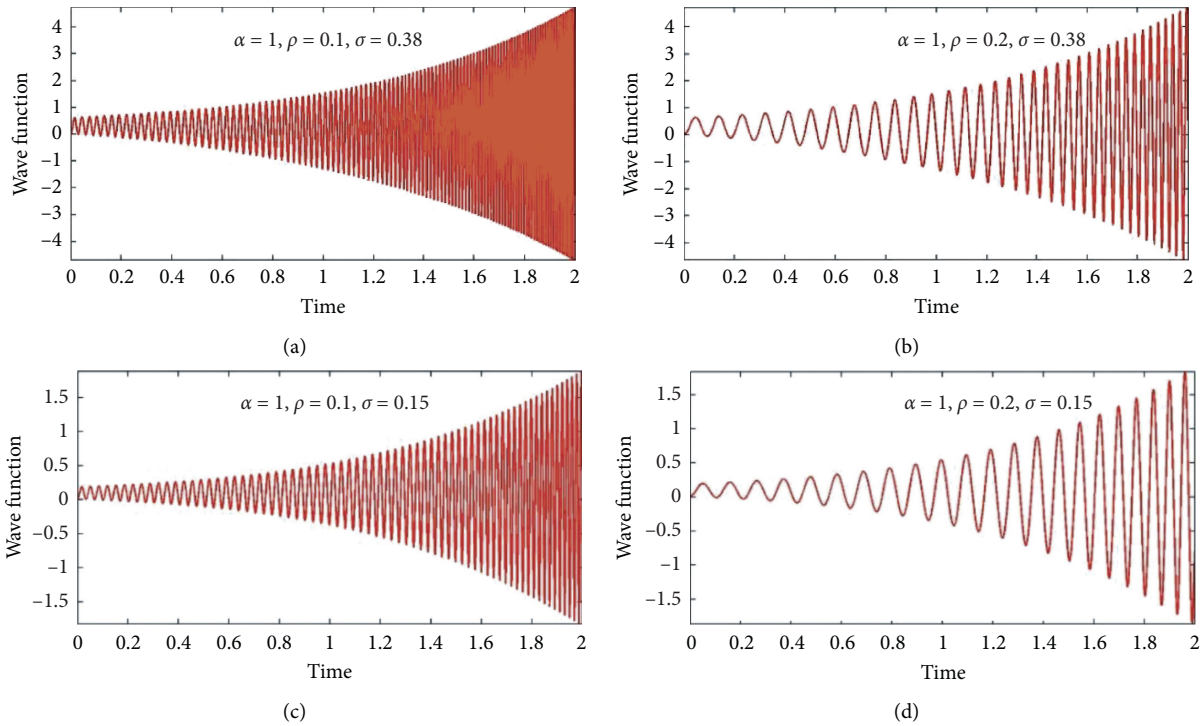 4
3
2
1
0
−1
−2
−3
−4
Wave function
α = 1, ρ = 0.1, σ = 0.38
0 0.2 0.4 0.6 0.8 1 1.2 1.4 1.6 1.8 2
Time
(a)
4
3
2
1
0
−1
−2
−3
−4
Wave function
α = 1, ρ = 0.2, σ = 0.38
0 0.2 0.4 0.6 0.8 1 1.2 1.4 1.6 1.8 2
Time
(b)
1.5
1
0.5
0
−0.5
−1
−1.5
Wave function
α = 1, ρ = 0.1, σ = 0.15
0 0.2 0.4 0.6 0.8 1 1.2 1.4 1.6 1.8 2
Time
(c)
1.5
1
0.5
0
−0.5
−1
−1.5
Wave function
α = 1, ρ = 0.2, σ = 0.15
0 0.2 0.4 0.6 0.8 1 1.2 1.4 1.6 1.8 2
Time
(d)